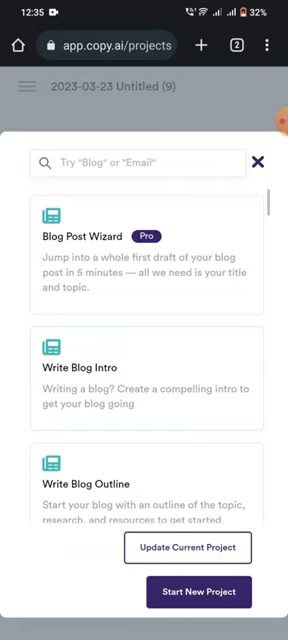 12:35
32%
app.copy.ai/projects
2
2023-03-23 Untitled (9)
Try "Blog" or "Email"
Blog Post Wizard
Pro
Jump into a whole first draft of your blog
post in 5 minutes — all we need is your title
and topic.
Write Blog Intro
Writing a blog? Create a compelling intro to
get your blog going
Write Blog Outline
Start your blog with an outline of the topic,
research, and resources to get started
Update Current Project
Start New Project